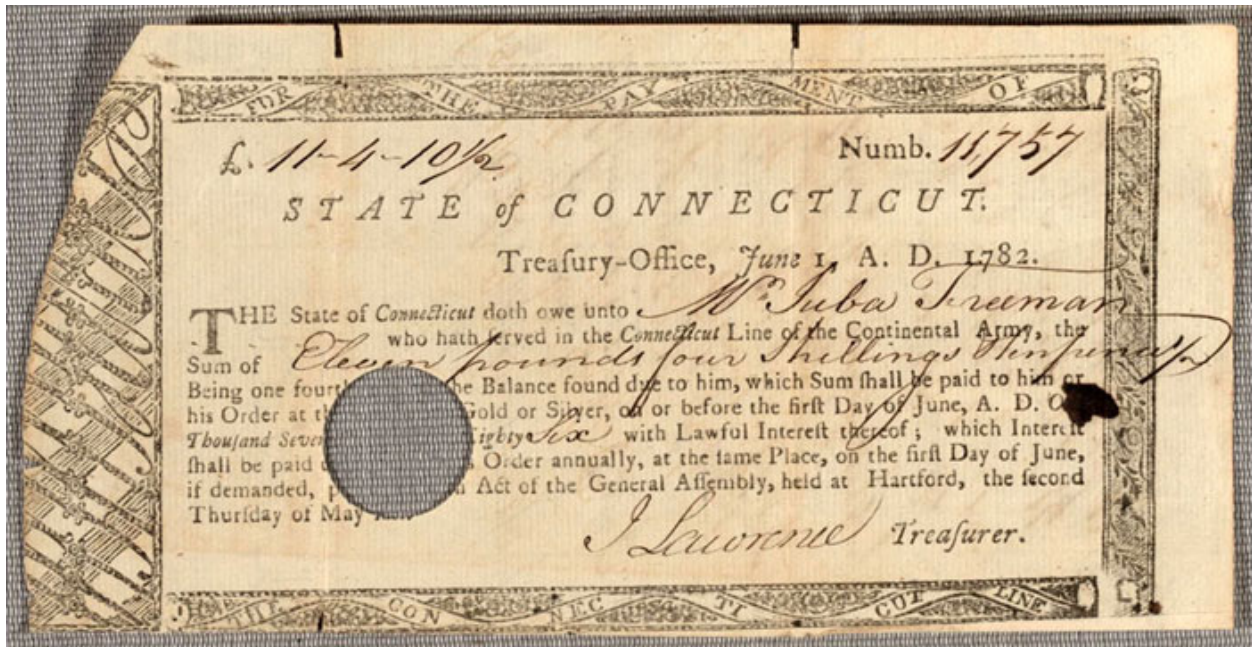 FOR THE PAY MENT OF
£. 11-4-10½ Numb. 11,757
STATE of CONNECTICUT.
Treaſury-Office, June 1, A. D. 1782.
THE State of Connecticut doth owe unto Mr. Juba Freeman
who hath ſerved in the Connecticut Line of the Continental Army, the
Sum of Eleven pounds four Shillings & tenpence ½
Being one fourth the Balance found due to him, which Sum ſhall be paid to him or
his Order at Gold or Silver, on or before the firſt Day of June, A. D.
Thouſand Eighty Six with Lawful Intereſt thereof; which Intereſt
ſhall be paid Order annually, at the ſame Place, on the firſt Day of June,
if demanded, Act of the General Aſſembly, held at Hartford, the ſecond
Thurſday of May
J Lawrence Treaſurer.
THE CON NEC TI CUT LINE